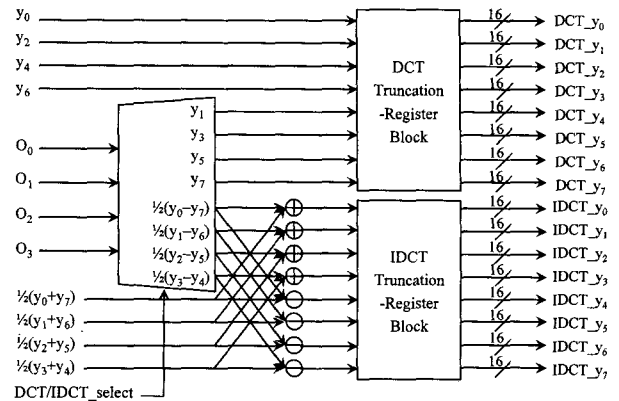 y0
y2
y4
y6
O0
O1
O2
O3
y1
y3
y5
y7
½(y0–y7)
½(y1–y6)
½(y2–y5)
½(y3–y4)
½(y0+y7)
½(y1+y6)
½(y2+y5)
½(y3+y4)
DCT/IDCT_select
DCT
Truncation
-Register
Block
IDCT
Truncation
-Register
Block
16 DCT_y0
16 DCT_y1
16 DCT_y2
16 DCT_y3
16 DCT_y4
16 DCT_y5
16 DCT_y6
16 DCT_y7
16 IDCT_y0
16 IDCT_y1
16 IDCT_y2
16 IDCT_y3
16 IDCT_y4
16 IDCT_y5
16 IDCT_y6
16 IDCT_y7